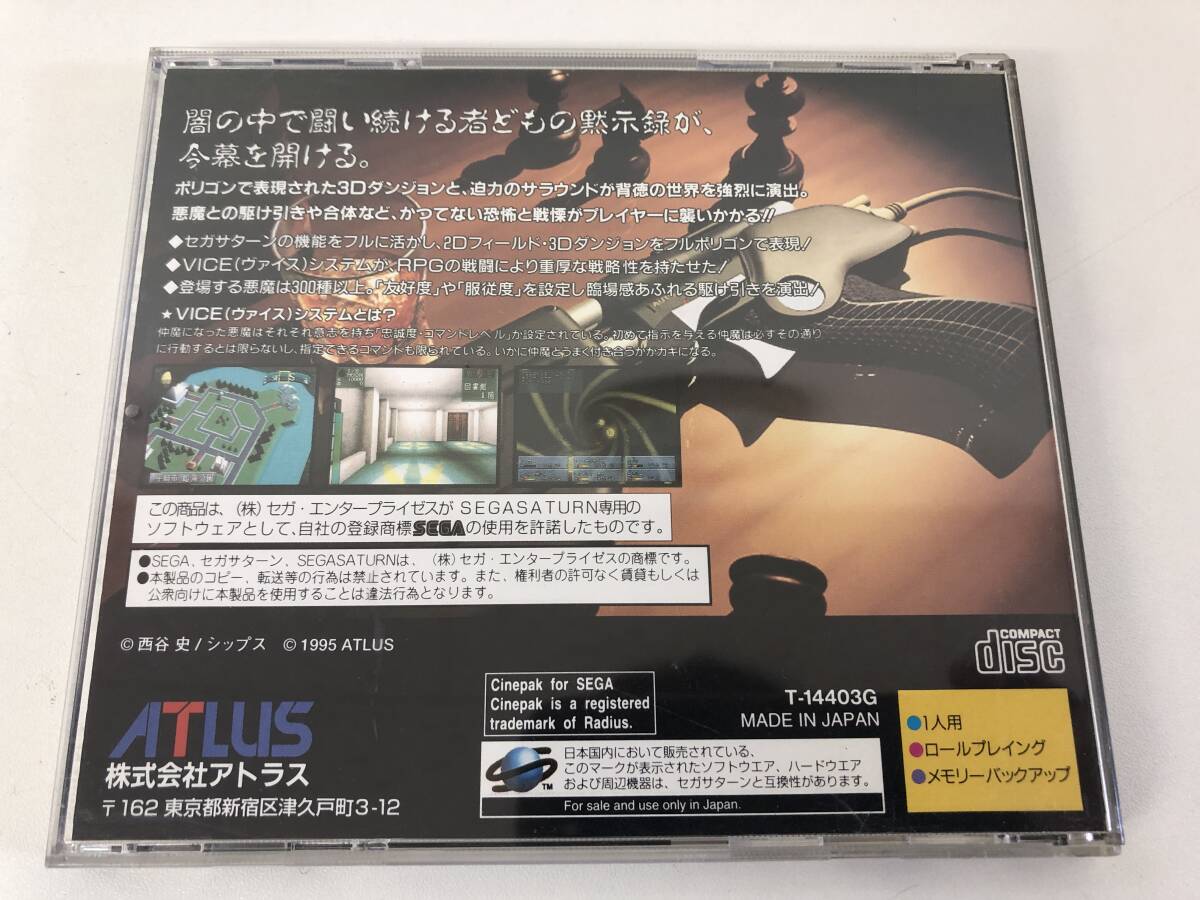 闇の中で闘い続ける者どもの黙示録が、
今幕を開ける。
ポリゴンで表現された3Dダンジョンと、迫力のサラウンドが背徳の世界を強烈に演出。
悪魔との駆け引きや合体など、かつてない恐怖と戦慄がプレイヤーに襲いかかる!!
◆セガサターンの機能をフルに活かし、2Dフィールド・3Dダンジョンをフルポリゴンで表現!
◆VICE(ヴァイス)システムが、RPGの戦闘により重厚な戦略性を持たせた!
◆登場する悪魔は300種以上。「友好度」や「服従度」を設定し臨場感あふれる駆け引きを演出!
★VICE(ヴァイス)システムとは?
仲魔になった悪魔はそれぞれ意志を持ち「忠誠度・コマンドレベル」が設定されている。初めて指示を与える仲魔は必ずその通り
に行動するとは限らないし、指定できるコマンドも限られている。いかに仲魔とうまく付き合うかがカギになる。
図書館
1階
この商品は、(株)セガ・エンタープライゼスがSEGASATURN専用の
ソフトウェアとして、自社の登録商標SEGAの使用を許諾したものです。
●SEGA、セガサターン、SEGASATURNは、(株)セガ・エンタープライゼスの商標です。
●本製品のコピー、転送等の行為は禁止されています。また、権利者の許可なく賃貸もしくは
公衆向けに本製品を使用することは違法行為となります。
©西谷 史/シップス ©1995 ATLUS
COMPACT
disc
ATLUS
株式会社アトラス
〒162 東京都新宿区津久戸町3-12
Cinepak for SEGA
Cinepak is a registered
trademark of Radius.
T-14403G
MADE IN JAPAN
TM
日本国内において販売されている、
このマークが表示されたソフトウエア、ハードウエア
および周辺機器は、セガサターンと互換性があります。
For sale and use only in Japan.
●1人用
●ロールプレイング
●メモリーバックアップ